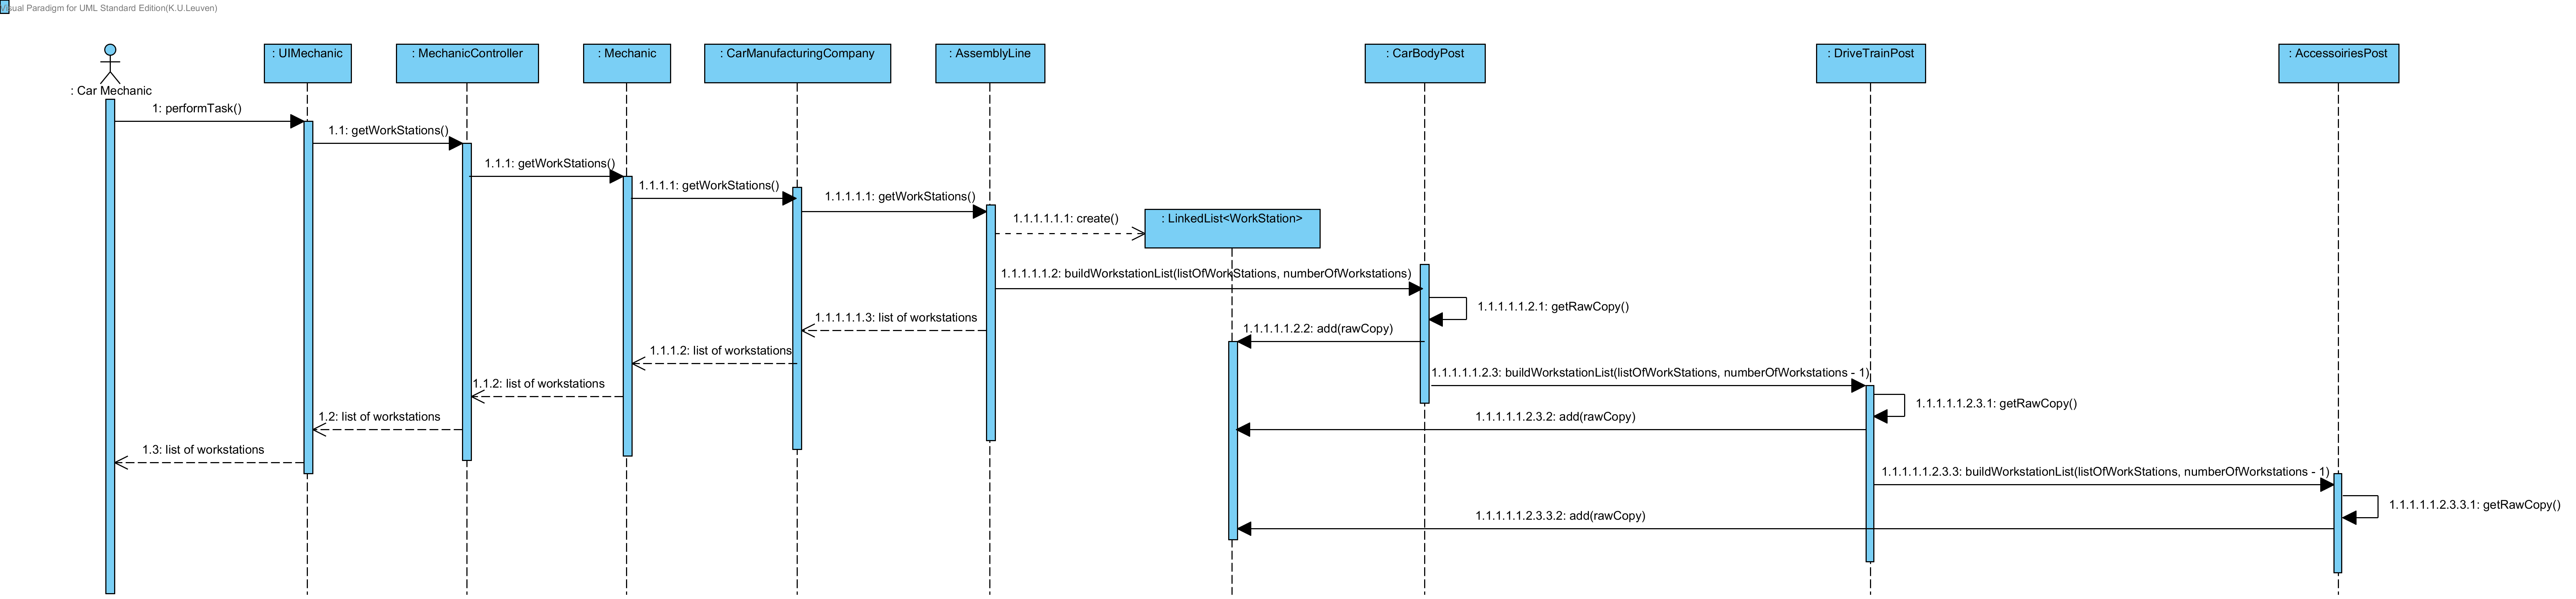 Visual Paradigm for UML Standard Edition(K.U.Leuven)
: Car Mechanic
: UIMechanic
: MechanicController
: Mechanic
: CarManufacturingCompany
: AssemblyLine
: CarBodyPost
: DriveTrainPost
: AccessoiriesPost
1: performTask()
1.1: getWorkStations()
1.1.1: getWorkStations()
1.1.1.1: getWorkStations()
1.1.1.1.1: getWorkStations()
1.1.1.1.1.1: create()
: LinkedList<WorkStation>
1.1.1.1.1.2: buildWorkstationList(listOfWorkStations, numberOfWorkstations)
1.1.1.1.1.2.1: getRawCopy()
1.1.1.1.1.3: list of workstations
1.1.1.1.1.2.2: add(rawCopy)
1.1.1.2: list of workstations
1.1.1.1.1.2.3: buildWorkstationList(listOfWorkStations, numberOfWorkstations - 1)
1.1.2: list of workstations
1.1.1.1.1.2.3.1: getRawCopy()
1.2: list of workstations
1.1.1.1.1.2.3.2: add(rawCopy)
1.3: list of workstations
1.1.1.1.1.2.3.3: buildWorkstationList(listOfWorkStations, numberOfWorkstations - 1)
1.1.1.1.1.2.3.3.1: getRawCopy()
1.1.1.1.1.2.3.3.2: add(rawCopy)